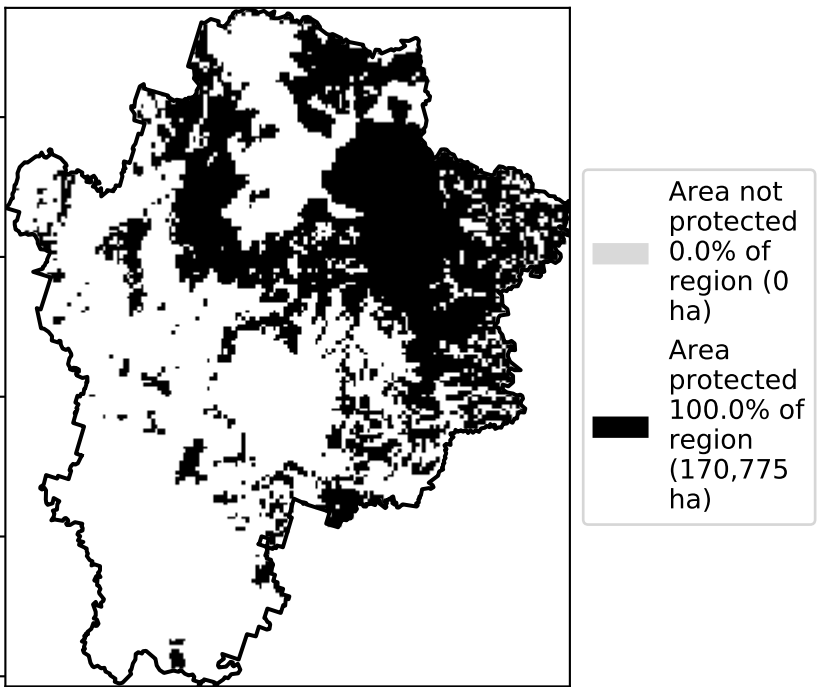 Area not
protected
0.0% of
region (0
ha)
Area
protected
100.0% of
region
(170,775
ha)